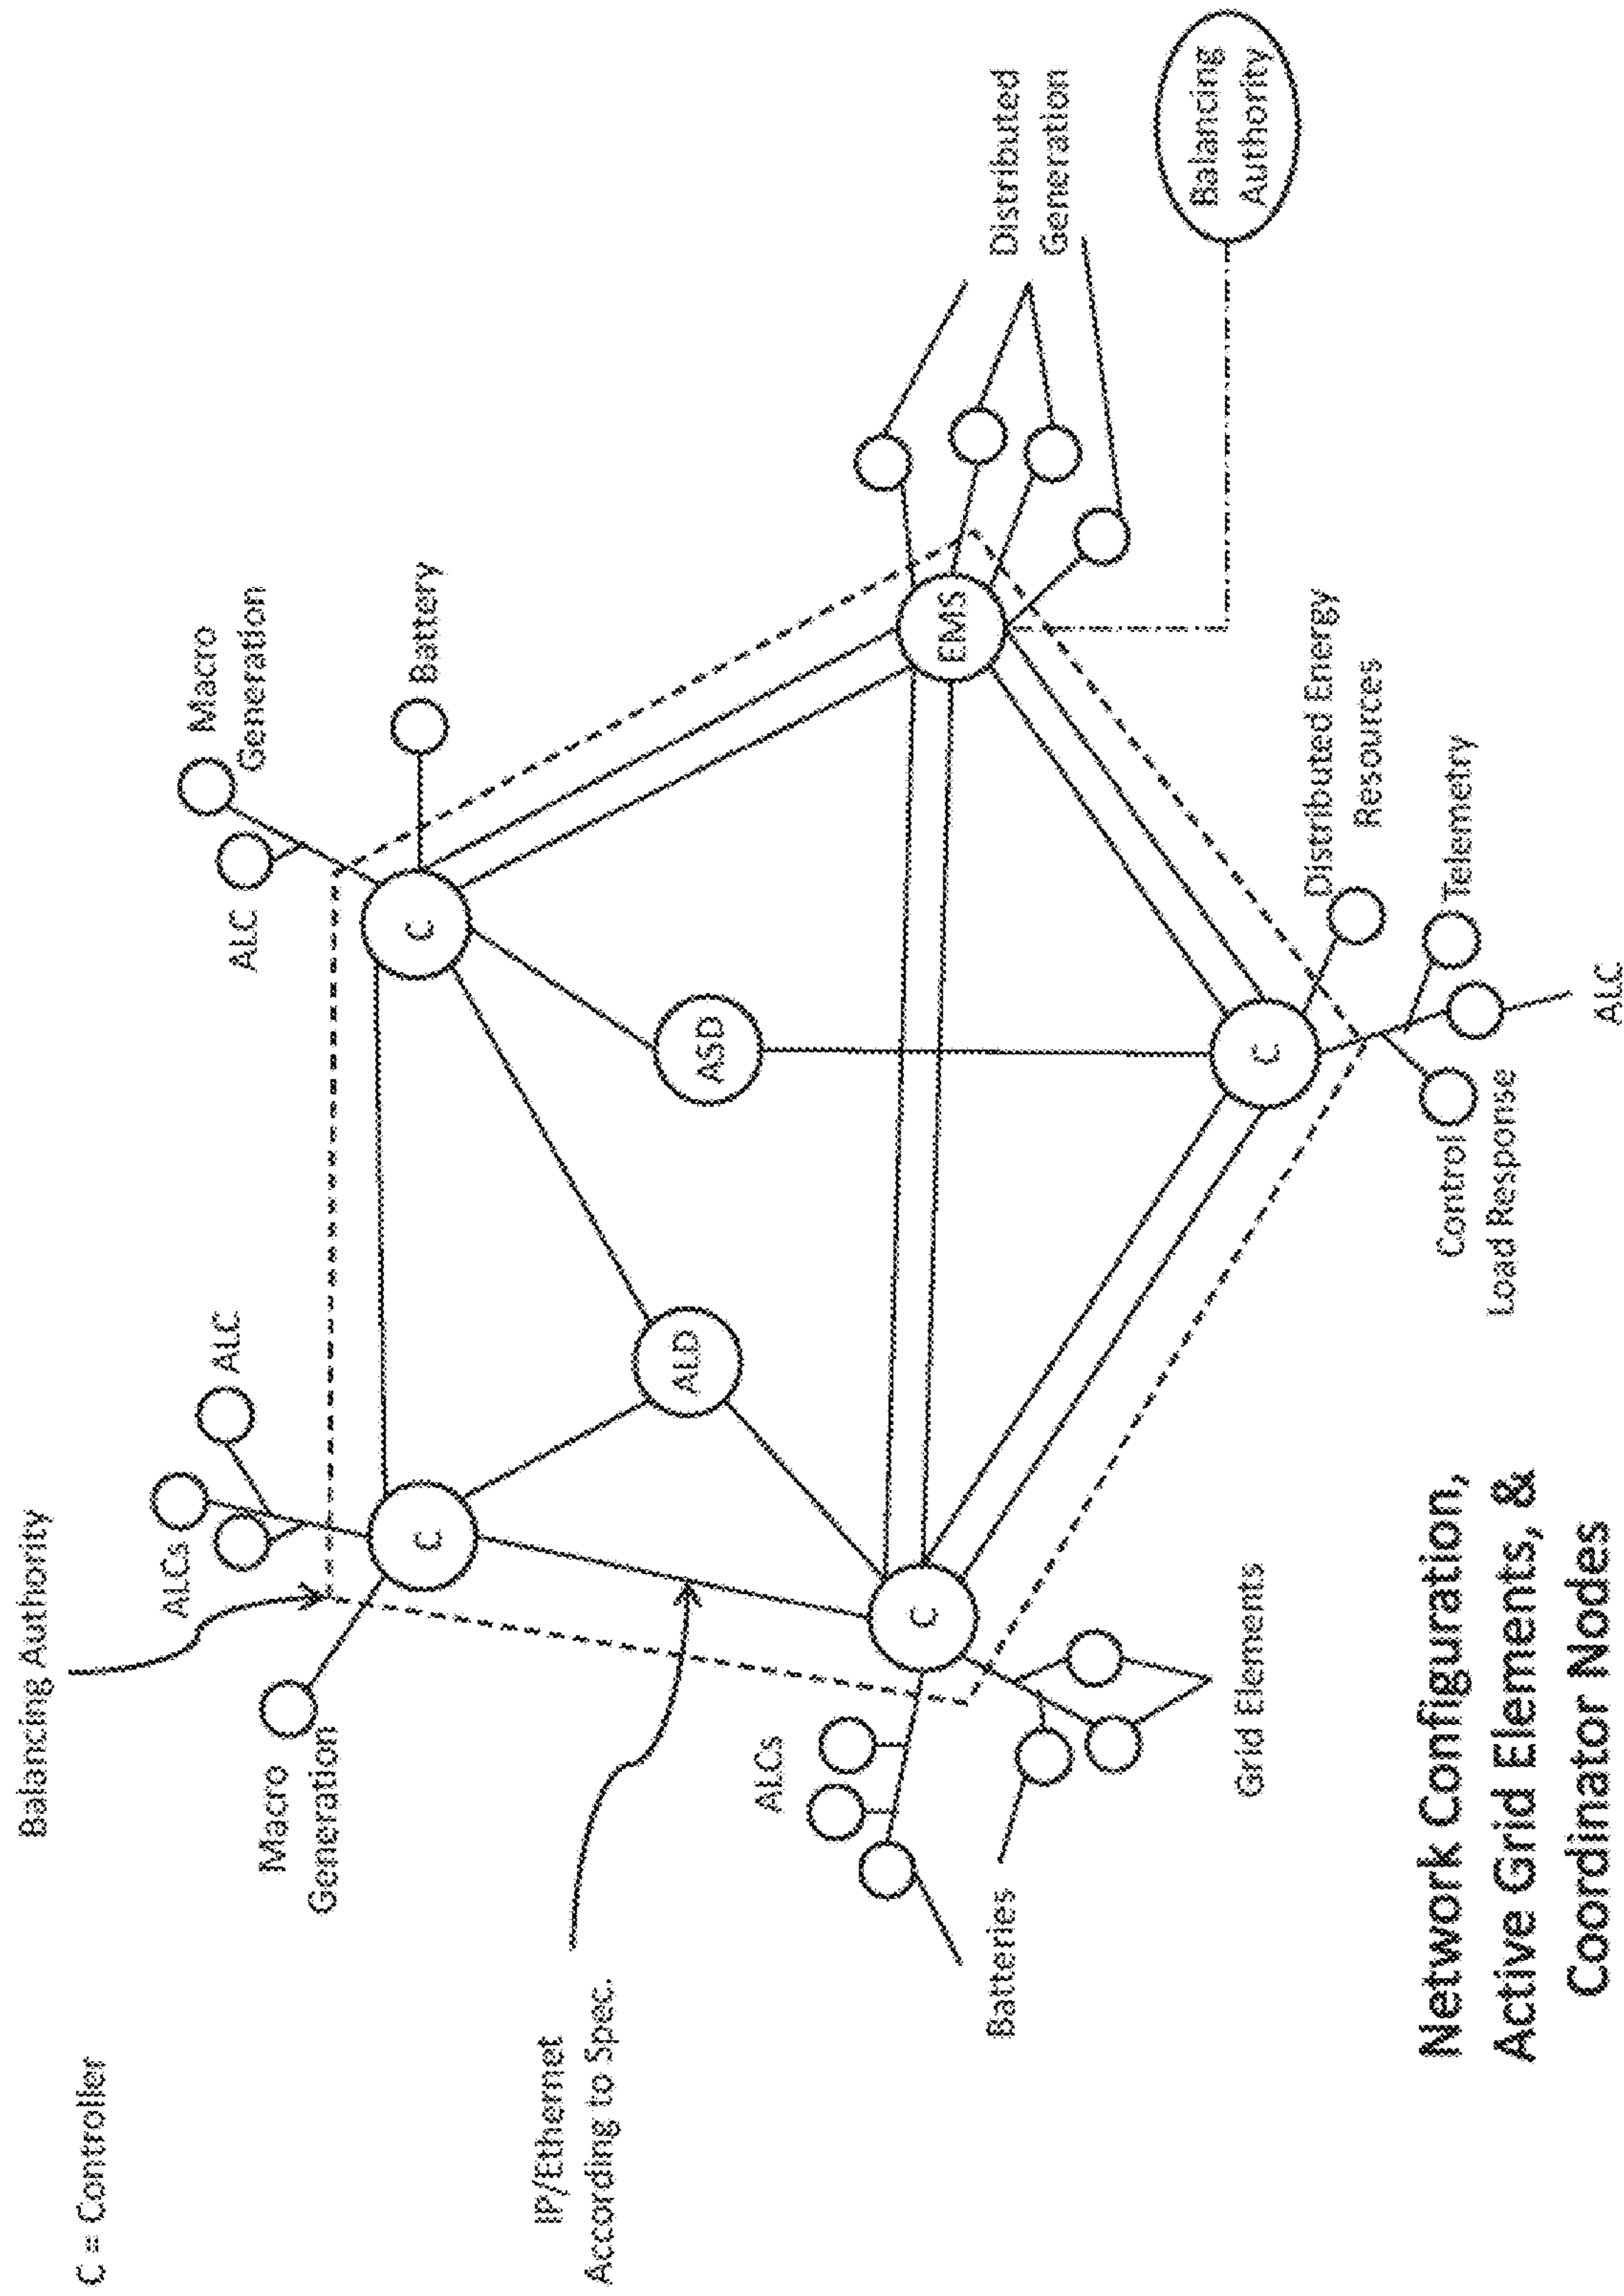 C = Controller
Balancing Authority
ALCs
ALC
ALC
Macro
Generation
Macro
Generation
C
C
Battery
IP/Ethernet
According to Spec.
ALD
ASD
ALCs
C
EMS
Batteries
Distributed
Generation
Balancing
Authority
Grid Elements
C
Distributed Energy
Resources
Telemetry
Control
Load Response
ALC
Network Configuration,
Active Grid Elements, &
Coordinator Nodes